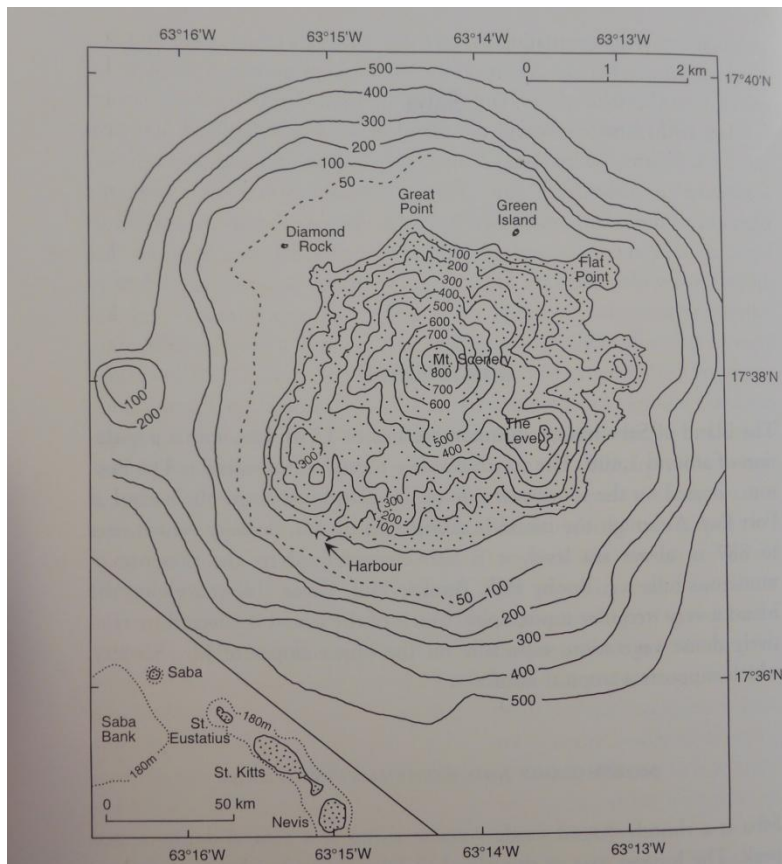 63°16'W 63°15'W 63°14'W 63°13'W
0 1 2 km
17°40'N
500
400
300
200
100
50
Great
Point
Green
Island
Diamond
Rock
Flat
Point
100
200
300
400
500
600
700
Mt. Scenery
800
700
600
17°38'N
100
200
The
Level
500
400
300
300
200
100
Harbour
50 100
200
300
400
500
17°36'N
Saba
Saba
Bank
St.
Eustatius
180m
180m
St. Kitts
0 50 km
Nevis
63°16'W 63°15'W 63°14'W 63°13'W